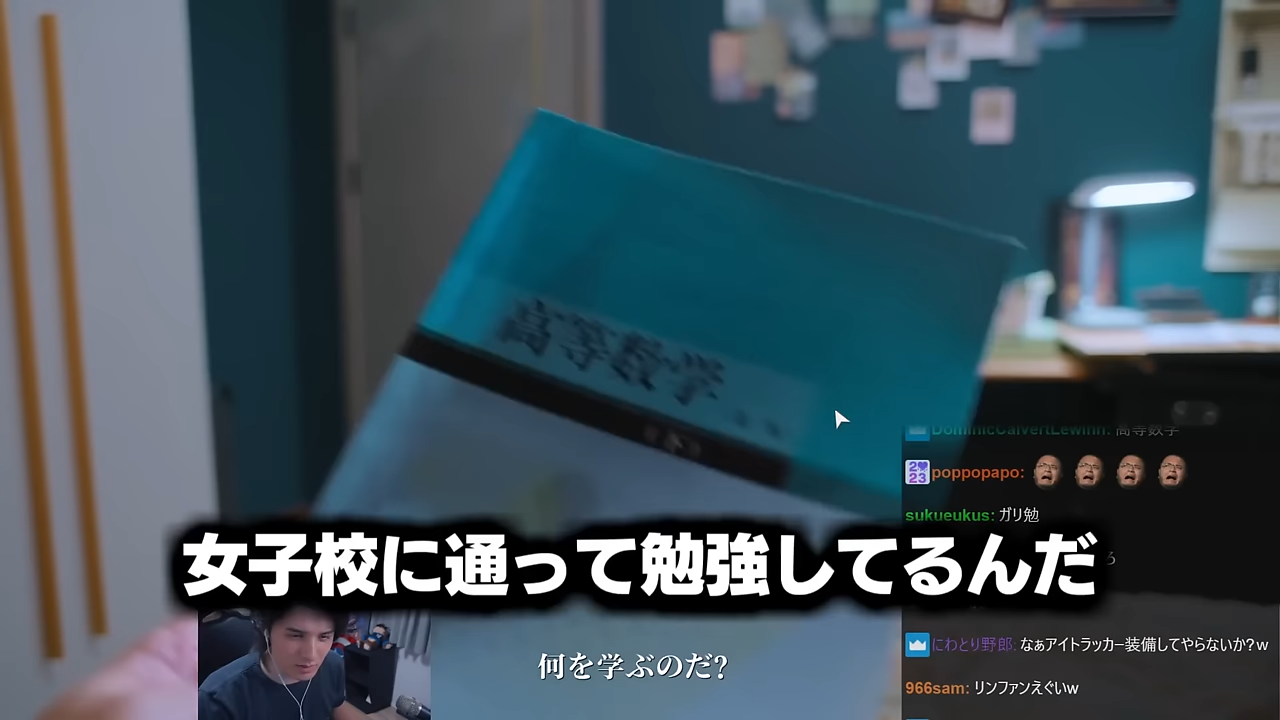 高等数学
DominicCalvertLewinn: 高等数学
2 23
poppopapo:
sukueukus: ガリ勉
ろ
女子校に通って勉強してるんだ
にわとり野郎: なぁアイトラッカー装備してやらないか?w
何を学ぶのだ?
966sam: リンファンえぐいw